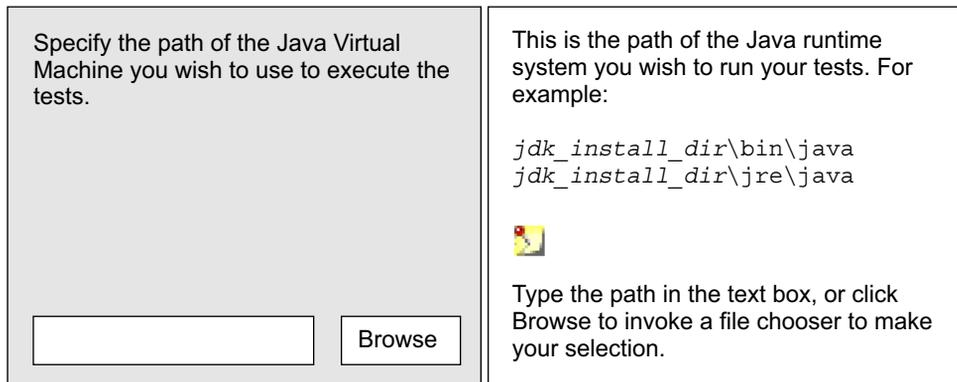 Specify the path of the Java Virtual
Machine you wish to use to execute the
tests.
Browse
This is the path of the Java runtime
system you wish to run your tests. For
example:
jdk_install_dir\bin\java
jdk_install_dir\jre\java
Type the path in the text box, or click
Browse to invoke a file chooser to make
your selection.